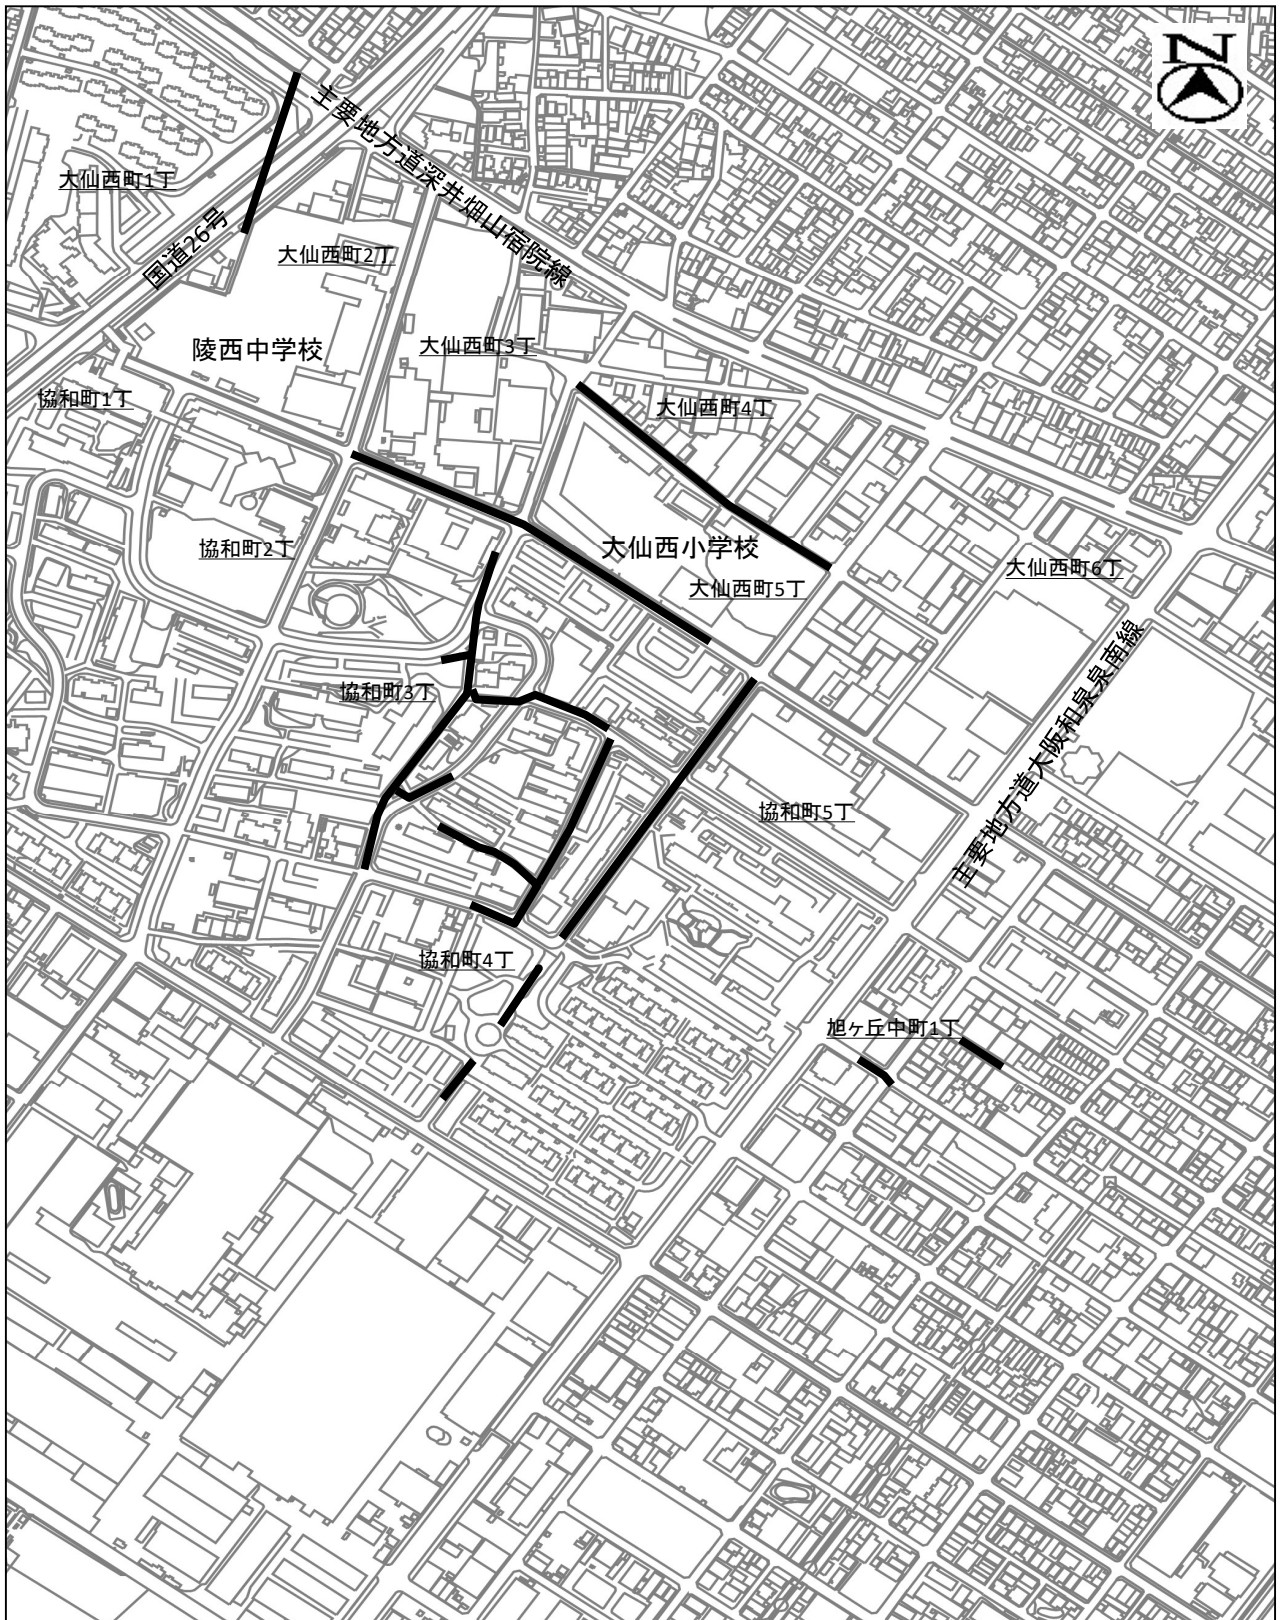 N
主要地方道深井畑山宿院線
大仙西町1丁
国道26号
大仙西町2丁
陵西中学校
大仙西町3丁
協和町1丁
大仙西町4丁
協和町2丁
大仙西小学校
大仙西町5丁
大仙西町6丁
主要地方道大阪和泉泉南線
協和町3丁
協和町5丁
協和町4丁
旭ヶ丘中町1丁